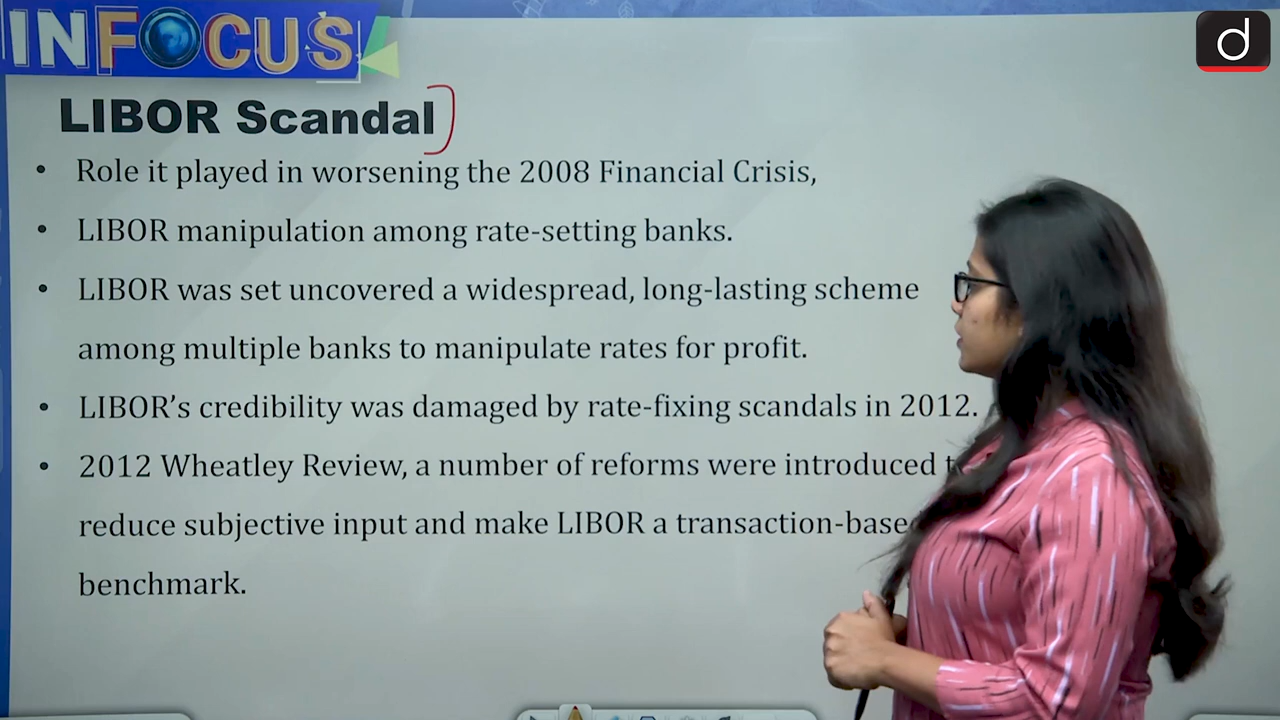 INFOCUS
d
LIBOR Scandal
• Role it played in worsening the 2008 Financial Crisis,
• LIBOR manipulation among rate-setting banks.
• LIBOR was set uncovered a widespread, long-lasting scheme
among multiple banks to manipulate rates for profit.
• LIBOR’s credibility was damaged by rate-fixing scandals in 2012.
• 2012 Wheatley Review, a number of reforms were introduced
reduce subjective input and make LIBOR a transaction-base
benchmark.